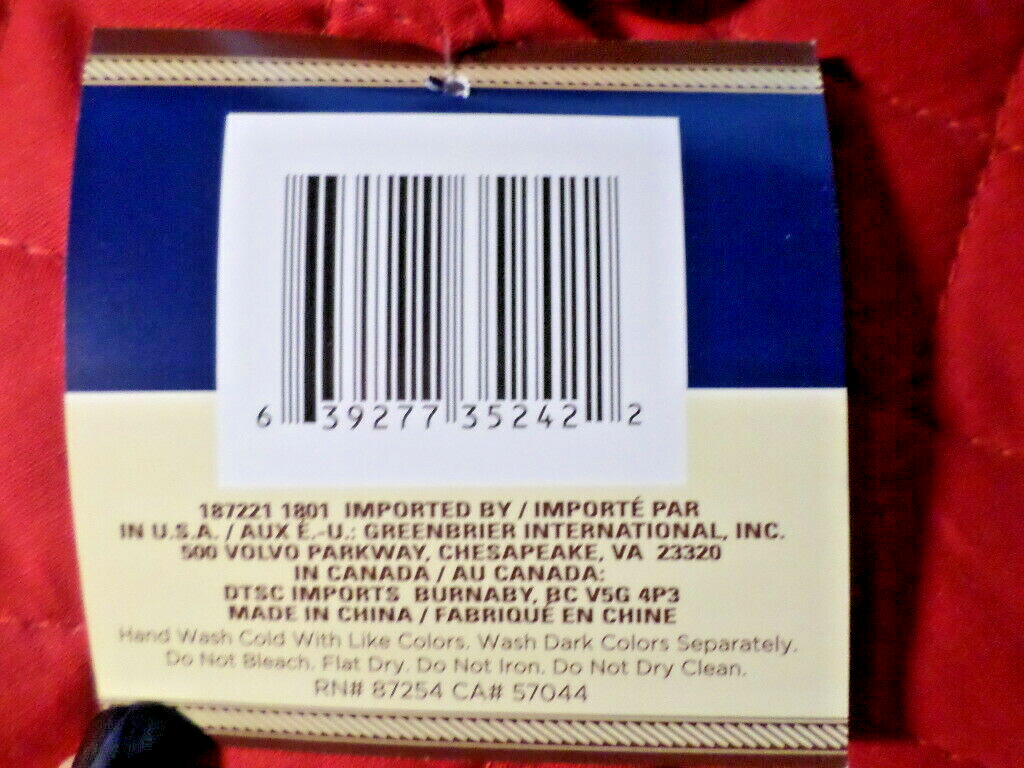 6 39277 35242 2
187221 1801 IMPORTED BY / IMPORTÉ PAR
IN U.S.A. / AUX É.-U.: GREENBRIER INTERNATIONAL, INC.
500 VOLVO PARKWAY, CHESAPEAKE, VA 23320
IN CANADA / AU CANADA:
DTSC IMPORTS BURNABY, BC V5G 4P3
MADE IN CHINA / FABRIQUÉ EN CHINE
Hand Wash Cold With Like Colors. Wash Dark Colors Separately.
Do Not Bleach. Flat Dry. Do Not Iron. Do Not Dry Clean.
RN# 87254 CA# 57044